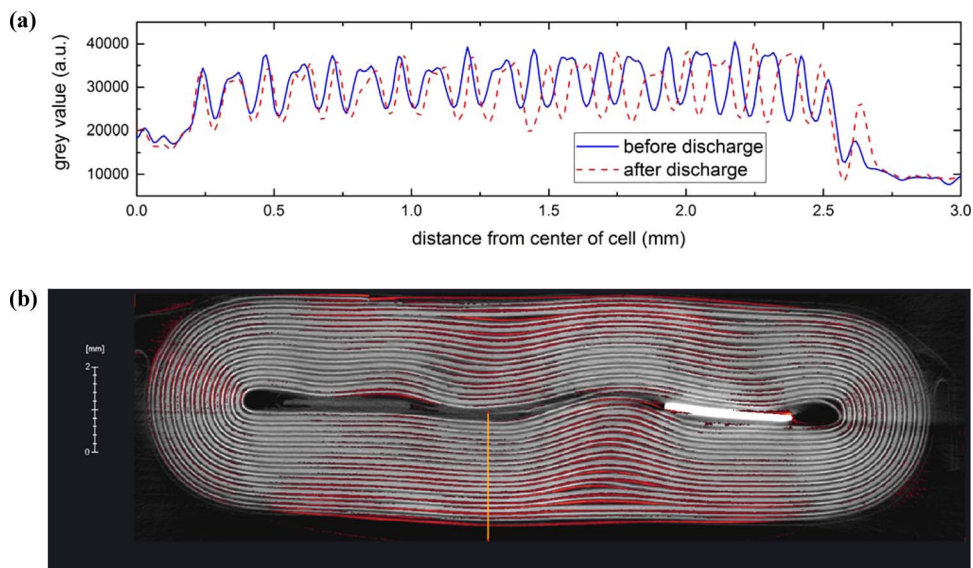 (a)
grey value (a.u.)
40000
30000
20000
10000
before discharge
after discharge
0.0 0.5 1.0 1.5 2.0 2.5 3.0
distance from center of cell (mm)
(b)
[mm]
2
0